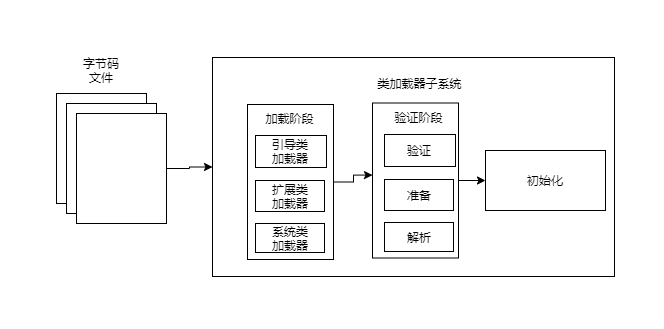 字节码
文件
类加载器子系统
加载阶段
引导类
加载器
扩展类
加载器
系统类
加载器
验证阶段
验证
准备
解析
初始化